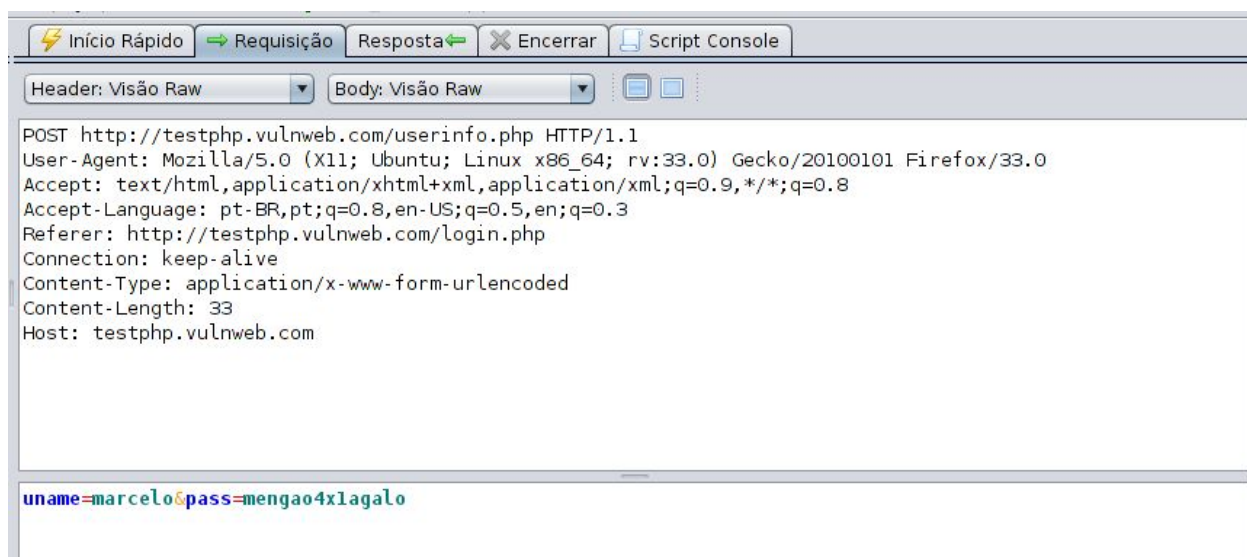 Início Rápido Requisição Resposta Encerrar Script Console
Header: Visão Raw Body: Visão Raw
POST http://testphp.vulnweb.com/userinfo.php HTTP/1.1
User-Agent: Mozilla/5.0 (X11; Ubuntu; Linux x86_64; rv:33.0) Gecko/20100101 Firefox/33.0
Accept: text/html,application/xhtml+xml,application/xml;q=0.9,*/*;q=0.8
Accept-Language: pt-BR,pt;q=0.8,en-US;q=0.5,en;q=0.3
Referer: http://testphp.vulnweb.com/login.php
Connection: keep-alive
Content-Type: application/x-www-form-urlencoded
Content-Length: 33
Host: testphp.vulnweb.com
uname=marcelo&pass=mengao4x1agalo